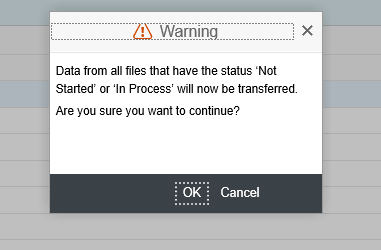 Warning
Data from all files that have the status ‘Not
Started’ or ‘In Process’ will now be transferred.
Are you sure you want to continue?
OK Cancel